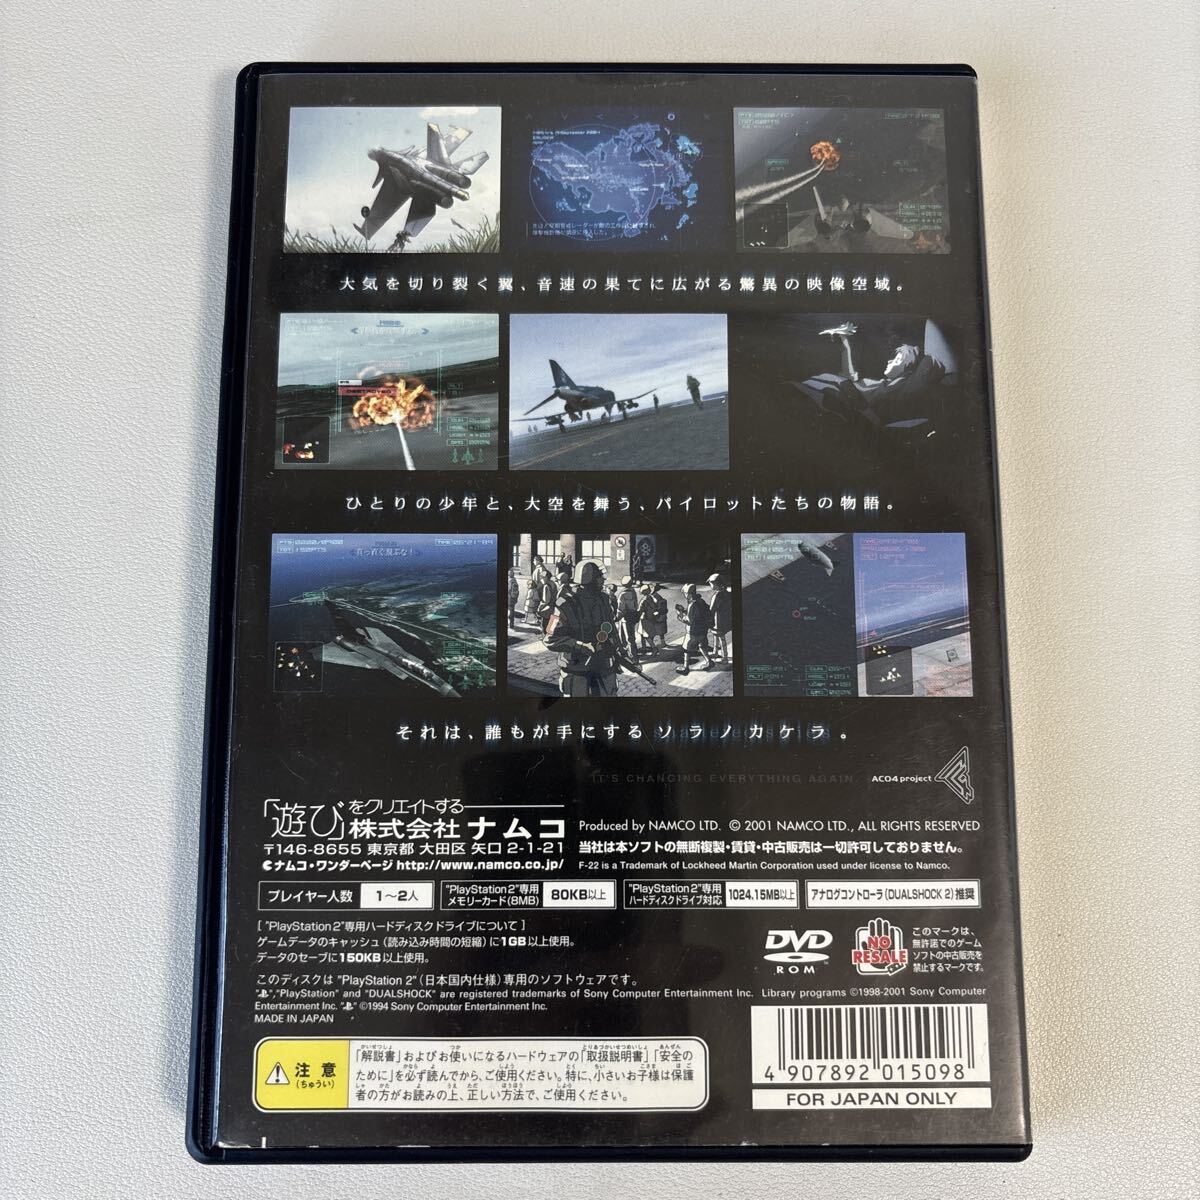 大気を切り裂く翼、音速の果てに広がる驚異の映像空域。
DESTROYED
ひとりの少年と、大空を舞う、パイロットたちの物語。
真っ直ぐ飛ぶな!
それは、誰もが手にするソラノカケラ。
IT'S CHANGING EVERYTHING AGAIN.
AC04 project
「遊び」をクリエイトする
株式会社 ナムコ
〒146-8655 東京都 大田区 矢口 2-1-21
ナムコ・ワンダーページ http://www.namco.co.jp/
Produced by NAMCO LTD. © 2001 NAMCO LTD., ALL RIGHTS RESERVED
当社は本ソフトの無断複製・賃貸・中古販売は一切許可しておりません。
F-22 is a Trademark of Lockheed Martin Corporation used under license to Namco.
プレイヤー人数 1〜2人
"PlayStation 2"専用
メモリーカード(8MB) 80KB以上
"PlayStation 2"専用
ハードディスクドライブ対応 1024.15MB以上
アナログコントローラ(DUALSHOCK 2)推奨
[ "PlayStation 2"専用ハードディスクドライブについて ]
ゲームデータのキャッシュ(読み込み時間の短縮)に1GB以上使用。
データのセーブに150KB以上使用。
DVD
ROM
NO
RESALE
このマークは、
無許諾でのゲーム
ソフトの中古販売を
禁止するマークです。
このディスクは "PlayStation 2"(日本国内仕様)専用のソフトウェアです。
" ","PlayStation" and "DUALSHOCK" are registered trademarks of Sony Computer Entertainment Inc. Library programs ©1998-2001 Sony Computer
Entertainment Inc. " " ©1994 Sony Computer Entertainment Inc.
MADE IN JAPAN
注意
(ちゅうい)
「解説書」およびお使いになるハードウェアの「取扱説明書」「安全の
ために」を必ず読んでから、ご使用ください。特に、小さいお子様は保護
者の方がお読みの上、正しい方法で、ご使用ください。
4 907892 015098
FOR JAPAN ONLY